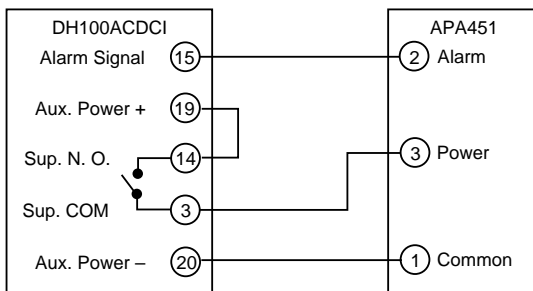 DH100ACDCI
APA451
Alarm Signal 15
2 Alarm
Aux. Power + 19
Sup. N. O. 14
3 Power
Sup. COM 3
Aux. Power – 20
1 Common